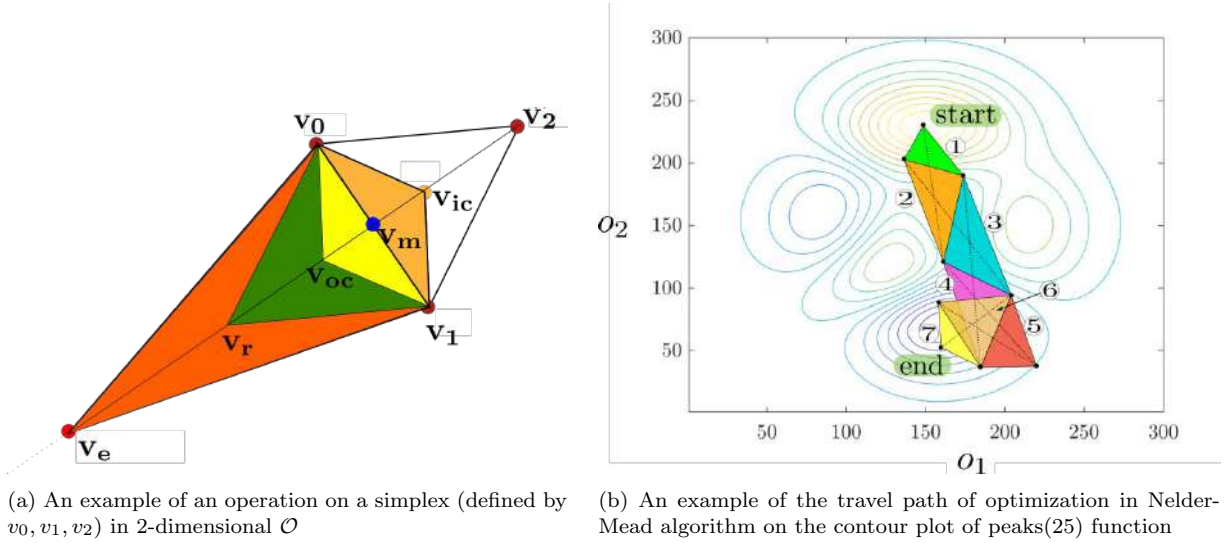 v0
v2
vic
vm
voc
v1
vr
ve
(a) An example of an operation on a simplex (defined by
v0, v1, v2) in 2-dimensional O
300
250
200
150
100
50
o2
start
①
②
③
④
⑥
7
5
end
50
100
150
200
250
300
o1
(b) An example of the travel path of optimization in Nelder-
Mead algorithm on the contour plot of peaks(25) function